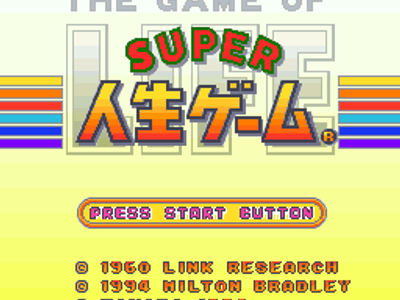 THE GAME OF
LIFE
SUPER
人生ゲーム®
PRESS START BUTTON
© 1960 LINK RESEARCH
© 1994 MILTON BRADLEY